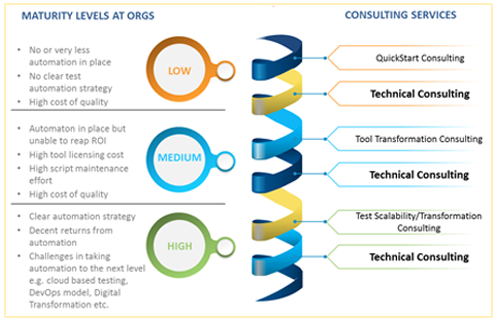 MATURITY LEVELS AT ORGS
• No or very less
automation in place
• No clear test
automation strategy
• High cost of quality
LOW
• Automaton in place but
unable to reap ROI
• High tool licensing cost
• High script maintenance
effort
• High cost of quality
MEDIUM
• Clear automation strategy
• Decent returns from
automation
• Challenges in taking
automation to the next level
e.g. cloud based testing,
DevOps model, Digital
Transformation etc.
HIGH
CONSULTING SERVICES
QuickStart Consulting
Technical Consulting
Tool Transformation Consulting
Technical Consulting
Test Scalability/Transformation
Consulting
Technical Consulting